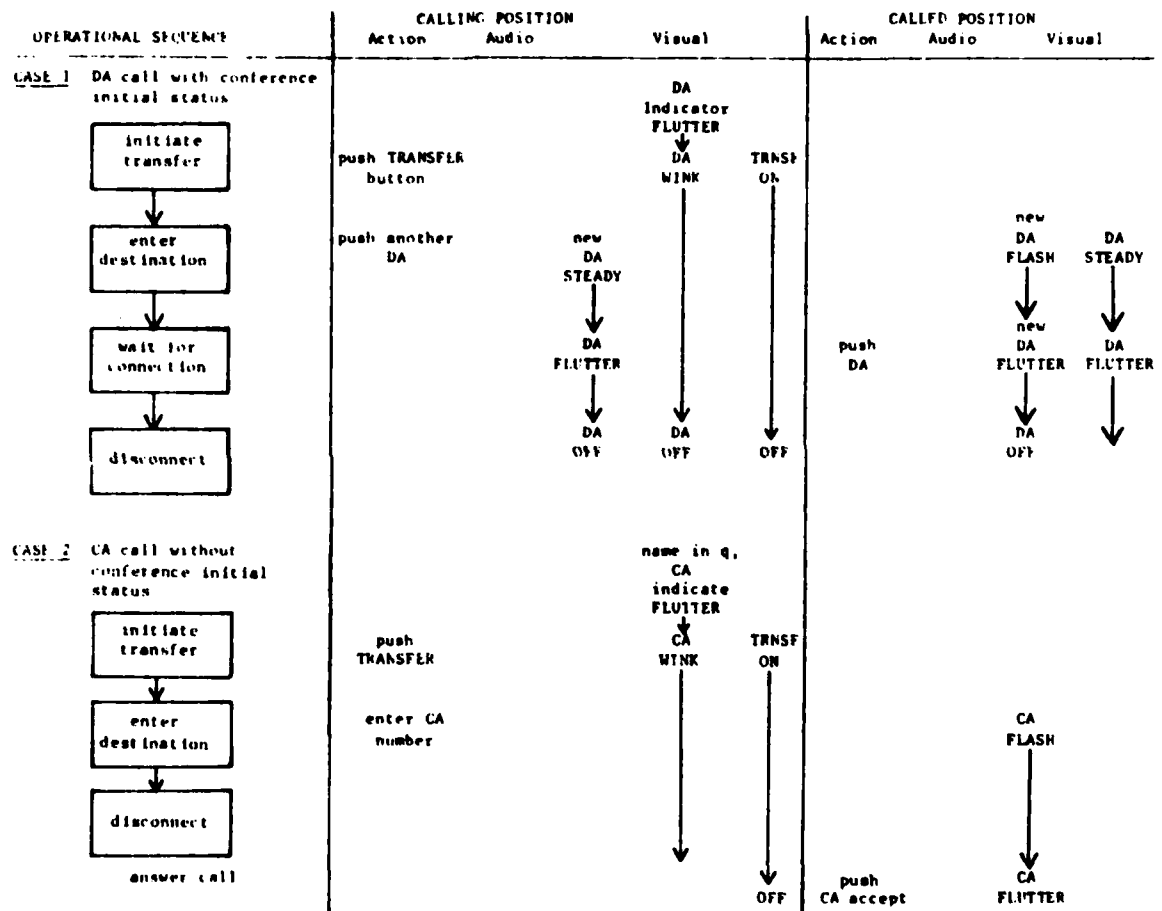 CALLING POSITION
CALLED POSITION
OPERATIONAL SEQUENCE
Action Audio Visual
Action Audio Visual
CASE 1 DA call with conference
initial status
DA
Indicator
FLUTTER
initiate
transfer
push TRANSFER
button
DA
WINK
TRNSF
ON
enter
destination
push another
DA
new
DA
STEADY
new
DA
FLASH
DA
STEADY
wait for
connection
DA
FLUTTER
push
DA
new
DA
FLUTTER
DA
FLUTTER
disconnect
DA
OFF
DA
OFF
OFF
DA
OFF
CASE 2 CA call without
conference initial
status
name in q,
CA
indicate
FLUTTER
initiate
transfer
push
TRANSFER
CA
WINK
TRNSF
ON
enter
destination
enter CA
number
CA
FLASH
disconnect
answer call
OFF
push
CA accept
CA
FLUTTER